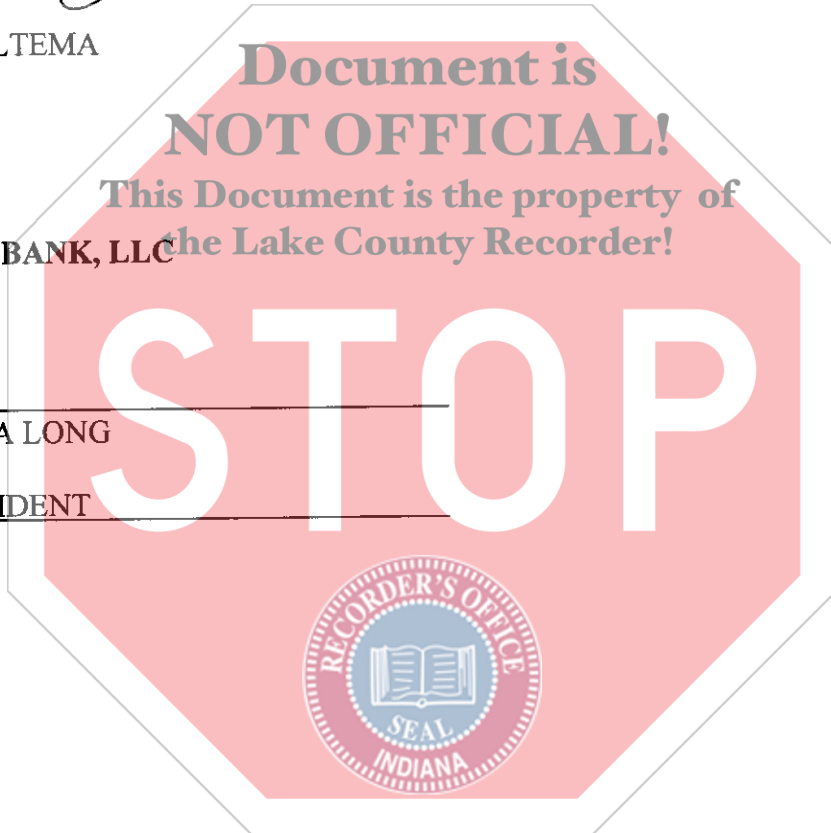 LTEMA
Document is
NOT OFFICIAL!
This Document is the property of
the Lake County Recorder!
BANK, LLC
STOP
A LONG
IDENT
RECORDER'S OFFICE
SEAL
INDIANA